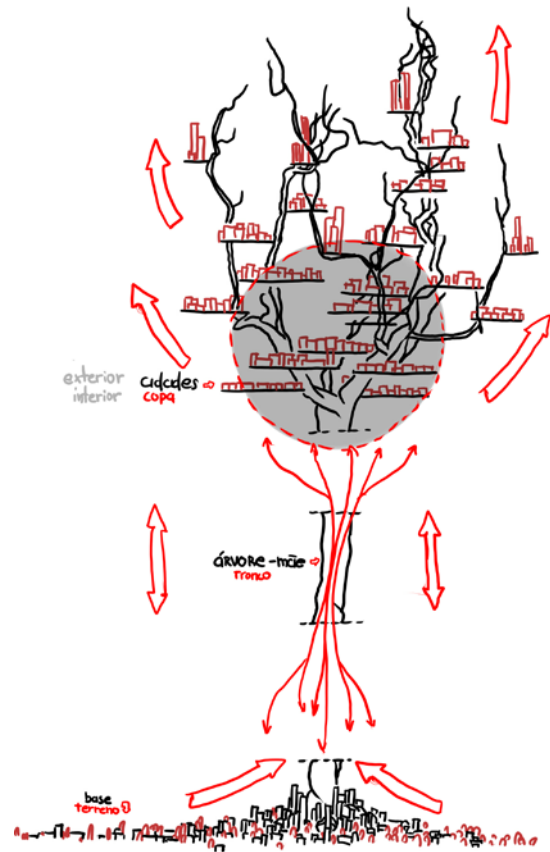 exterior
interior
cidades
copa
áRvoRe-mãe
tronco
base
terreno